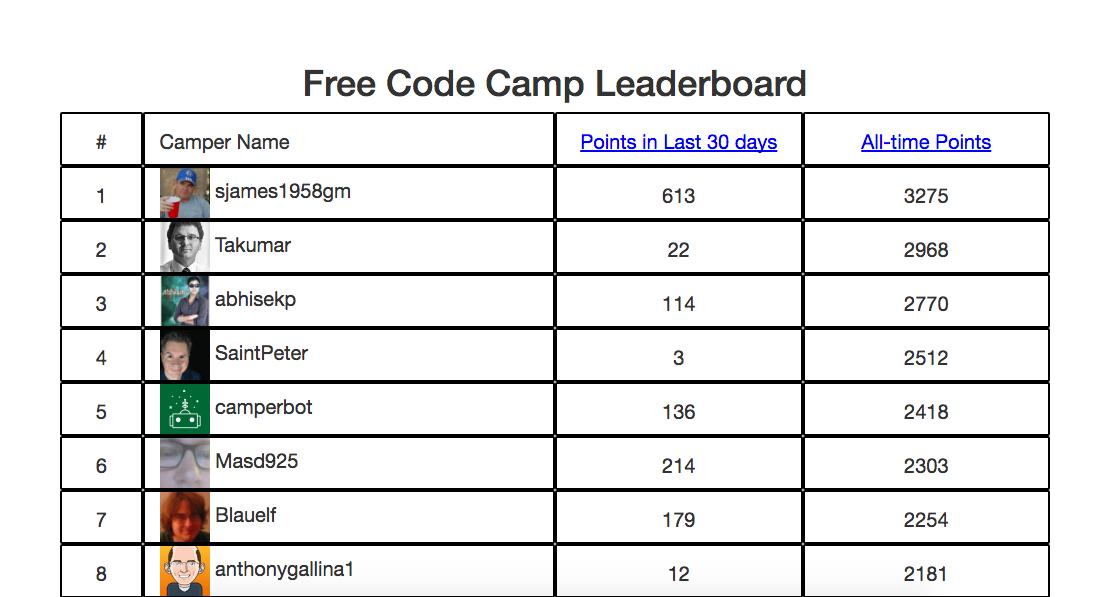 Free Code Camp Leaderboard
# Camper Name Points in Last 30 days All-time Points
1 sjames1958gm 613 3275
2 Takumar 22 2968
3 abhisekp 114 2770
4 SaintPeter 3 2512
5 camperbot 136 2418
6 Masd925 214 2303
7 Blauelf 179 2254
8 anthonygallina1 12 2181